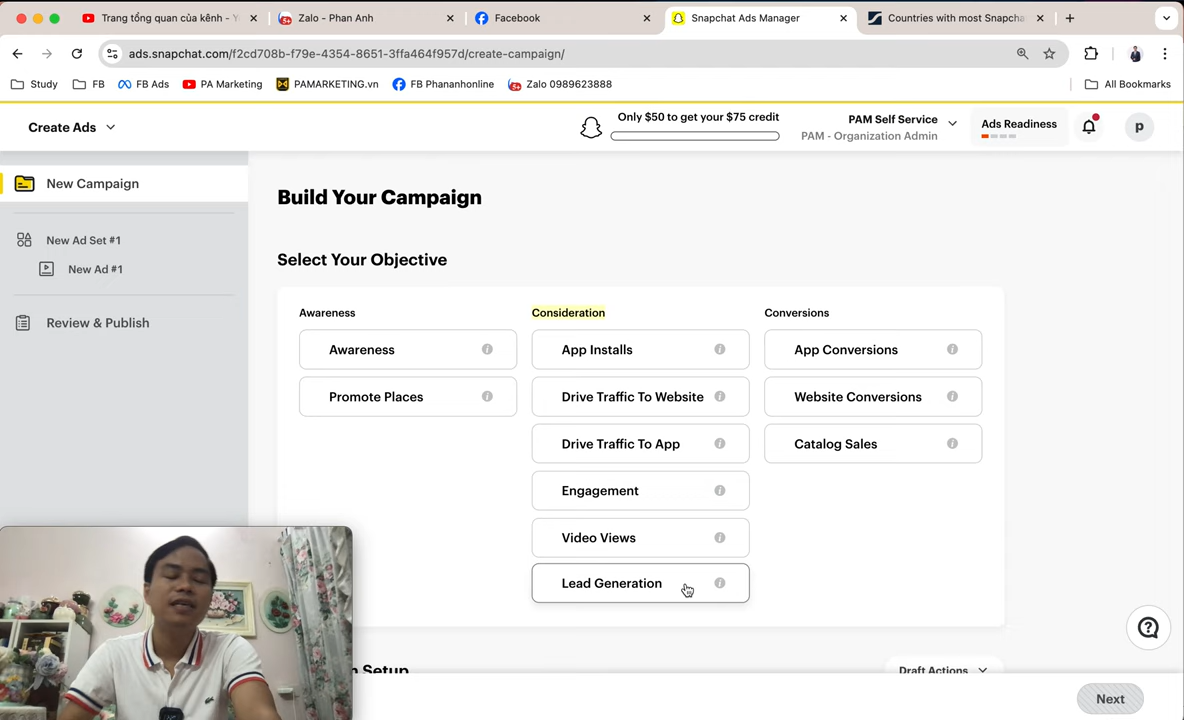 Trang tổng quan của kênh - Y
Zalo - Phan Anh
Facebook
Snapchat Ads Manager
Countries with most Snapcha
ads.snapchat.com/f2cd708b-f79e-4354-8651-3ffa464f957d/create-campaign/
Study
FB
FB Ads
PA Marketing
PAMARKETING.vn
FB Phananhonline
Zalo 0989623888
All Bookmarks
Create Ads
Only $50 to get your $75 credit
PAM Self Service
PAM - Organization Admin
Ads Readiness
p
New Campaign
New Ad Set #1
New Ad #1
Review & Publish
Build Your Campaign
Select Your Objective
Awareness
Awareness
Promote Places
Consideration
App Installs
Drive Traffic To Website
Drive Traffic To App
Engagement
Video Views
Lead Generation
Conversions
App Conversions
Website Conversions
Catalog Sales
Setup
Draft Actions
Next